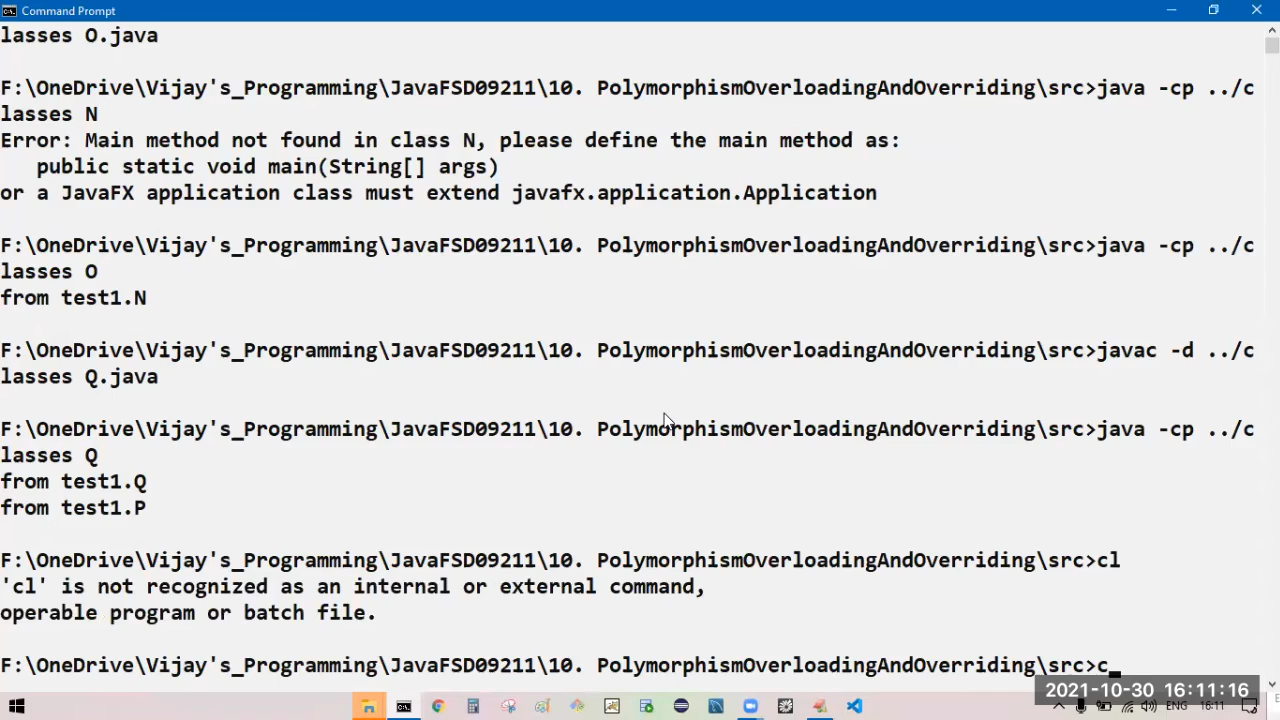 Command Prompt
lasses O.java
F:\OneDrive\Vijay's_Programming\JavaFSD09211\10. PolymorphismOverloadingAndOverriding\src>java -cp ../c
lasses N
Error: Main method not found in class N, please define the main method as:
public static void main(String[] args)
or a JavaFX application class must extend javafx.application.Application
F:\OneDrive\Vijay's_Programming\JavaFSD09211\10. PolymorphismOverloadingAndOverriding\src>java -cp ../c
lasses O
from test1.N
F:\OneDrive\Vijay's_Programming\JavaFSD09211\10. PolymorphismOverloadingAndOverriding\src>javac -d ../c
lasses Q.java
F:\OneDrive\Vijay's_Programming\JavaFSD09211\10. PolymorphismOverloadingAndOverriding\src>java -cp ../c
lasses Q
from test1.Q
from test1.P
F:\OneDrive\Vijay's_Programming\JavaFSD09211\10. PolymorphismOverloadingAndOverriding\src>cl
'cl' is not recognized as an internal or external command,
operable program or batch file.
F:\OneDrive\Vijay's_Programming\JavaFSD09211\10. PolymorphismOverloadingAndOverriding\src>c
2021-10-30 16:11:16
ENG 16:11